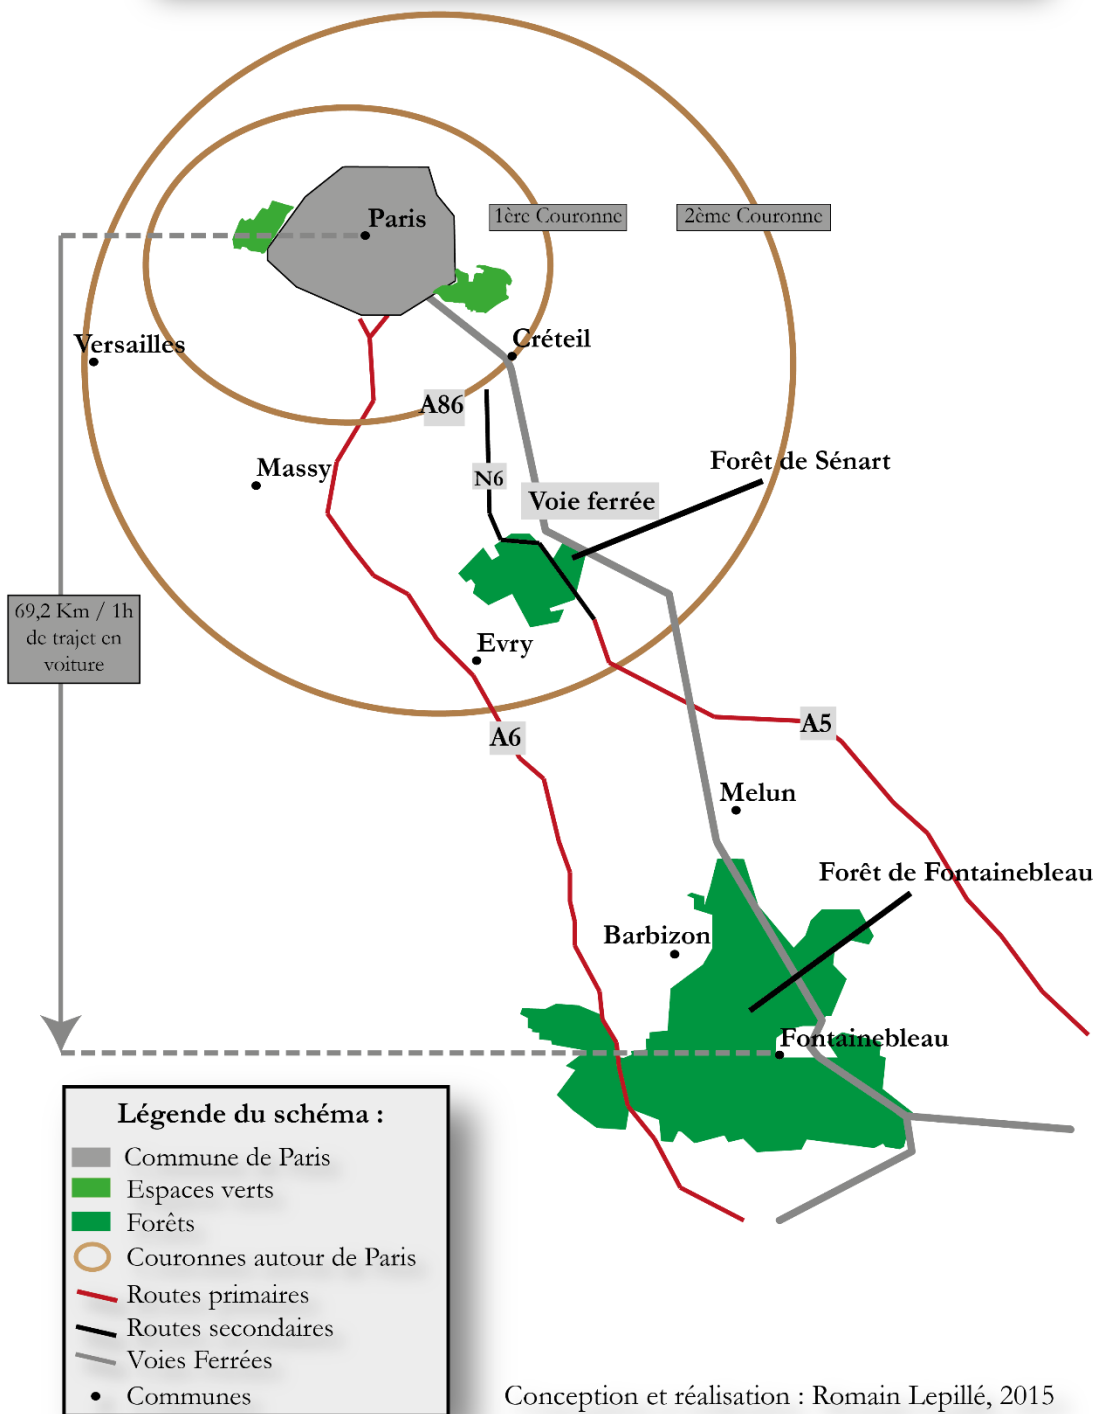 Paris
1ère Couronne
2ème Couronne
Versailles
Créteil
A86
Massy
N6
Forêt de Sénart
Voie ferrée
69,2 Km / 1h
de trajet en
voiture
Evry
A6
A5
Melun
Forêt de Fontainebleau
Barbizon
Fontainebleau
Légende du schéma :
Commune de Paris
Espaces verts
Forêts
Couronnes autour de Paris
Routes primaires
Routes secondaires
Voies Ferrées
Communes
Conception et réalisation : Romain Lepillé, 2015